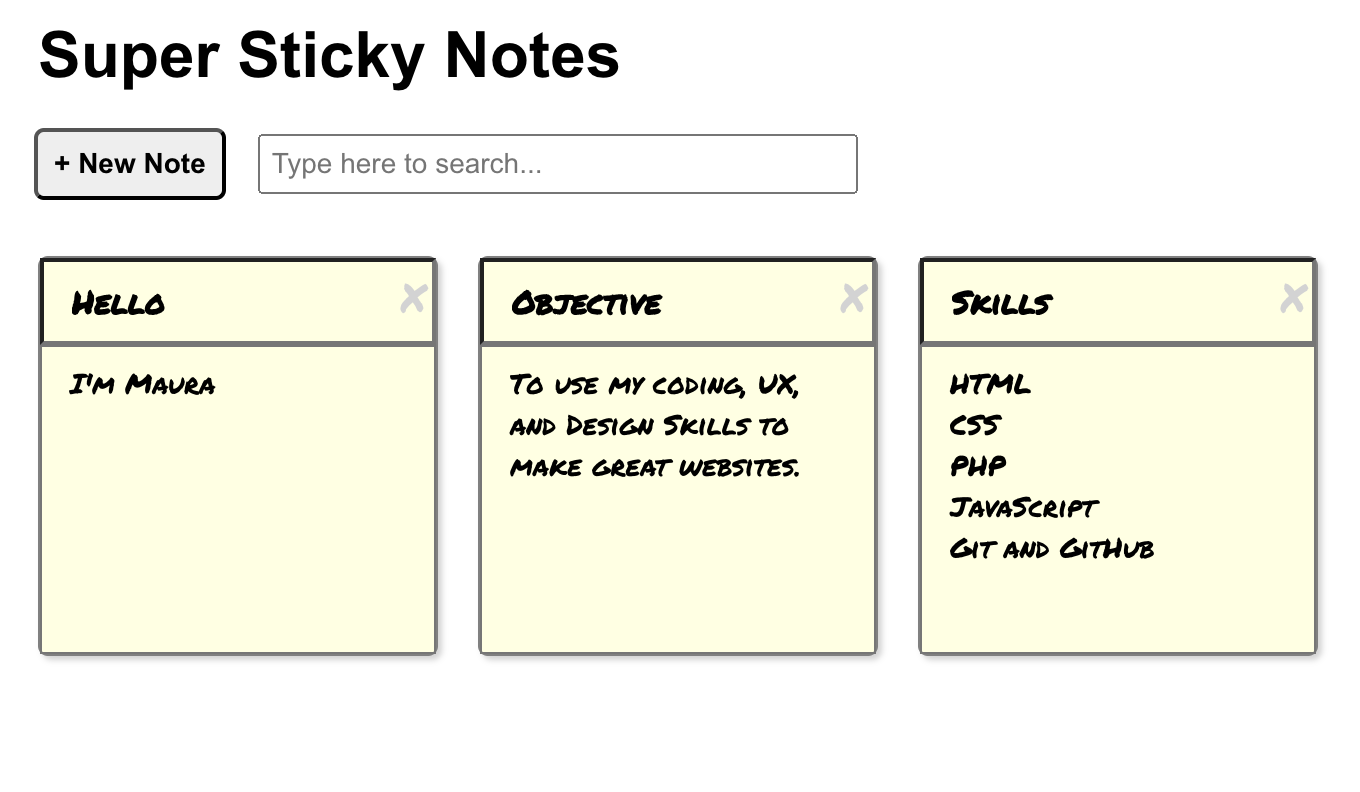 Super Sticky Notes
+ New Note
Type here to search...
Hello
I'm Maura
Objective
To use my coding, UX,
and Design Skills to
make great websites.
Skills
HTML
CSS
PHP
JavaScript
Git and GitHub